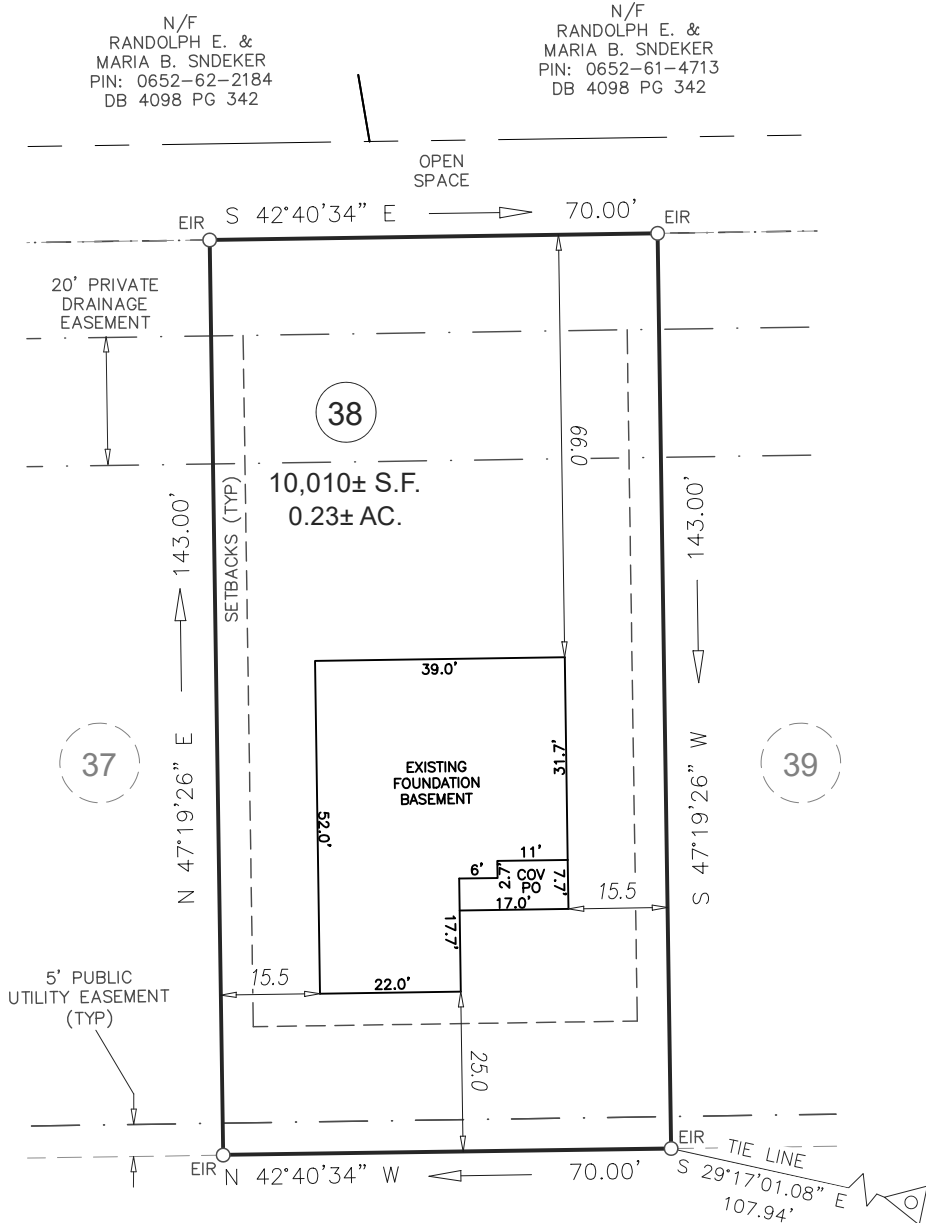 N/F
RANDOLPH E. &
MARIA B. SNDEKER
PIN: 0652-62-2184
DB 4098 PG 342
N/F
RANDOLPH E. &
MARIA B. SNDEKER
PIN: 0652-61-4713
DB 4098 PG 342
OPEN
SPACE
EIR
S 42°40'34" E
70.00'
EIR
20' PRIVATE
DRAINAGE
EASEMENT
38
10,010± S.F.
0.23± AC.
66.0
SETBACKS (TYP)
N 47°19'26" E
143.00'
143.00'
S 47°19'26" W
37
39
39.0'
EXISTING
FOUNDATION
BASEMENT
31.7'
52.0'
11'
6'
2.7'
COV
PO
7.7'
17.0'
15.5
17.7'
15.5
22.0'
5' PUBLIC
UTILITY EASEMENT
(TYP)
25.0
EIR
N 42°40'34" W
70.00'
EIR
TIE LINE
S 29°17'01.08" E
107.94'